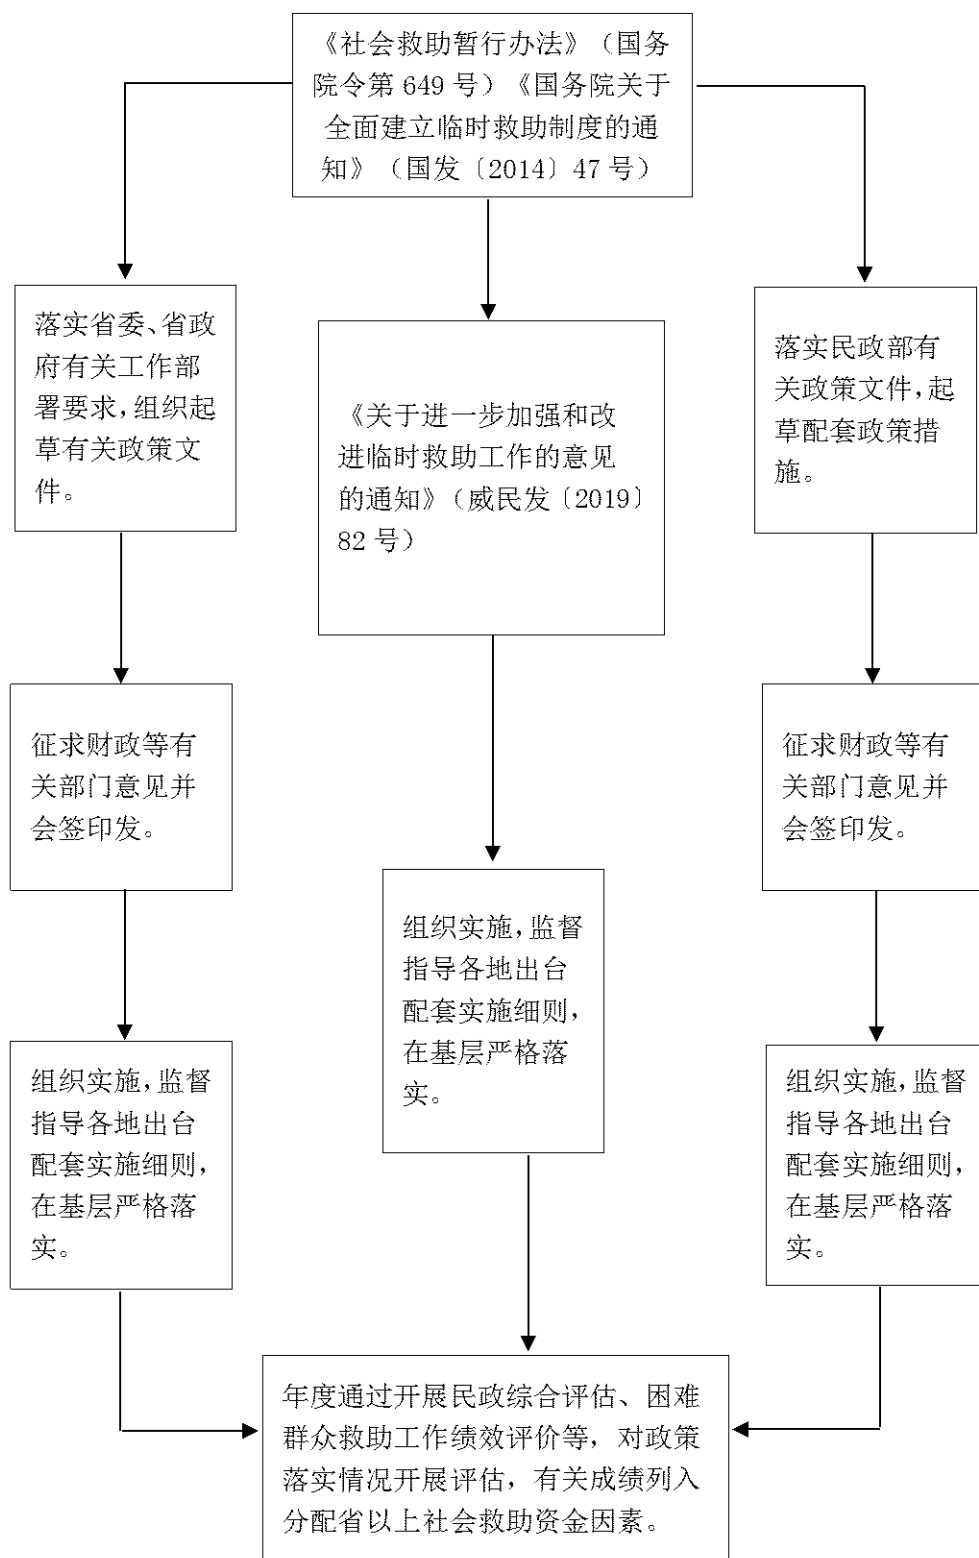 《社会救助暂行办法》（国务
院令第 649 号）《国务院关于
全面建立临时救助制度的通
知》（国发〔2014〕47 号）
落实省委、省政
府有关工作部
署要求，组织起
草有关政策文
件。
《关于进一步加强和改
进临时救助工作的意见
的通知》（威民发〔2019〕
82 号）
落实民政部有
关政策文件，起
草配套政策措
施。
征求财政等有
关部门意见并
会签印发。
征求财政等有
关部门意见并
会签印发。
组织实施，监督
指导各地出台
配套实施细则，
在基层严格落
实。
组织实施，监督
指导各地出台
配套实施细则，
在基层严格落
实。
组织实施，监督
指导各地出台
配套实施细则，
在基层严格落
实。
年度通过开展民政综合评估、困难
群众救助工作绩效评价等，对政策
落实情况开展评估，有关成绩列入
分配省以上社会救助资金因素。